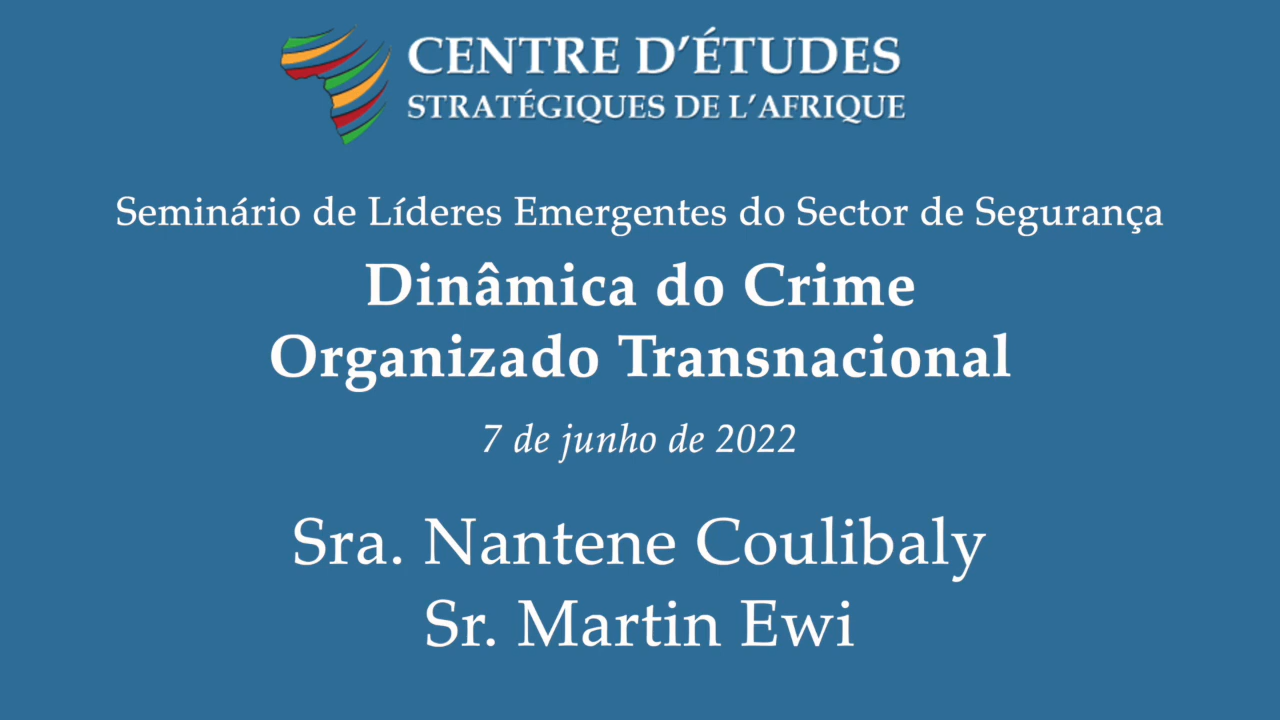 CENTRE D’ÉTUDES
STRATÉGIQUES DE L’AFRIQUE
Seminário de Líderes Emergentes do Sector de Segurança
Dinâmica do Crime
Organizado Transnacional
7 de junho de 2022
Sra. Nantene Coulibaly
Sr. Martin Ewi